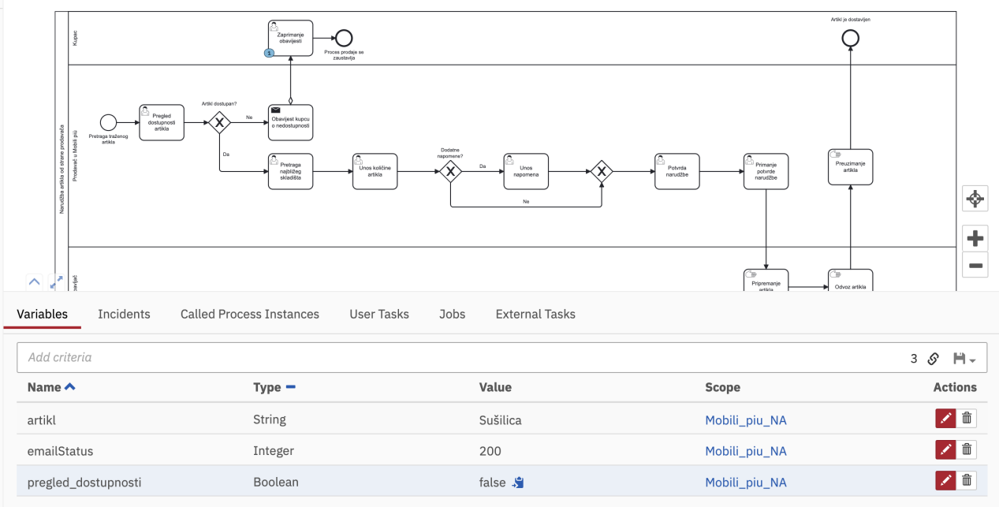 Artikl je dostavljen
Kupac
Zaprimanje
obavijesti
1
Proces prodaje se
zaustavlja
Narudžba artikla od strane prodavača
Prodavač u Mobili più
Pretraga traženog
artikla
Pregled
dostupnosti
artikla
Artikl dostupan?
Ne
Obavijest kupcu
o nedostupnosti
Da
Pretraga
najbližeg
skladišta
Unos količine
artikla
Dodatne
napomene?
Da
Unos
napomena
Ne
Potvrda
narudžbe
Primanje
potvrde
narudžbe
Preuzimanje
artikla
Pripremanje
artikla
Odvoz artikla
Variables Incidents Called Process Instances User Tasks Jobs External Tasks
Add criteria 3
Name Type Value Scope Actions
artikl String Sušilica Mobili_piu_NA
emailStatus Integer 200 Mobili_piu_NA
pregled_dostupnosti Boolean false Mobili_piu_NA